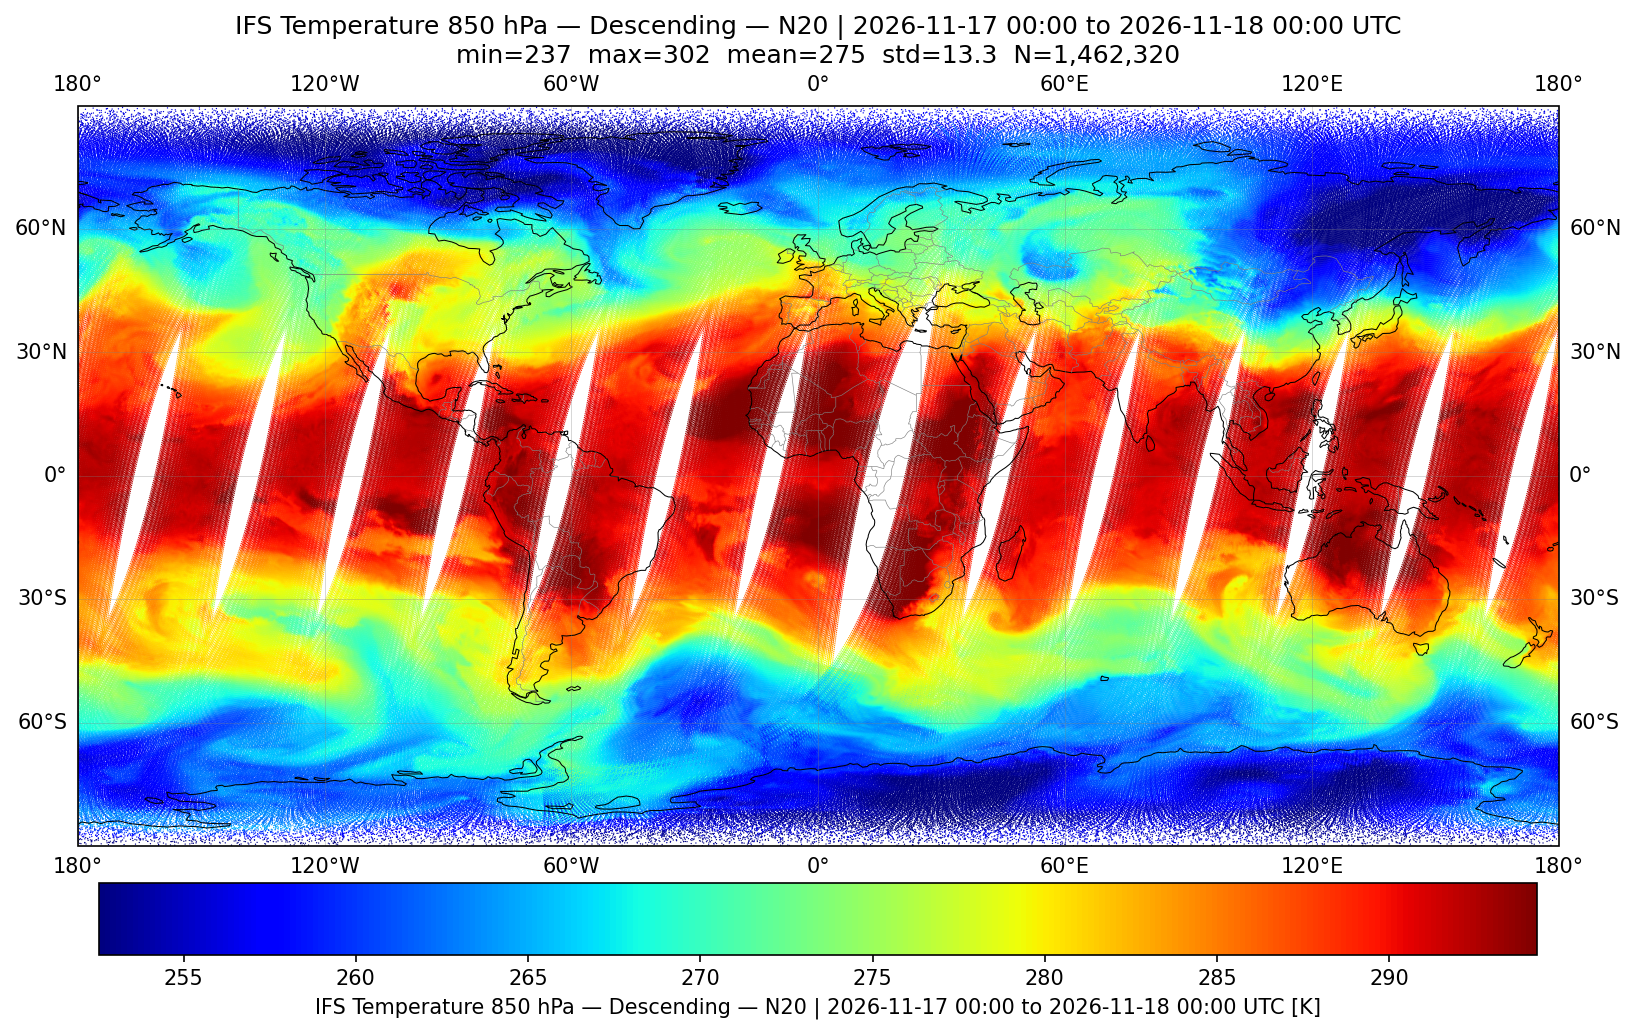 IFS Temperature 850 hPa — Descending — N20 | 2026-11-17 00:00 to 2026-11-18 00:00 UTC
min=237 max=302 mean=275 std=13.3 N=1,462,320
180° 120°W 60°W 0° 60°E 120°E 180°
60°N 60°N
30°N 30°N
0° 0°
30°S 30°S
60°S 60°S
180° 120°W 60°W 0° 60°E 120°E 180°
255 260 265 270 275 280 285 290
IFS Temperature 850 hPa — Descending — N20 | 2026-11-17 00:00 to 2026-11-18 00:00 UTC [K]